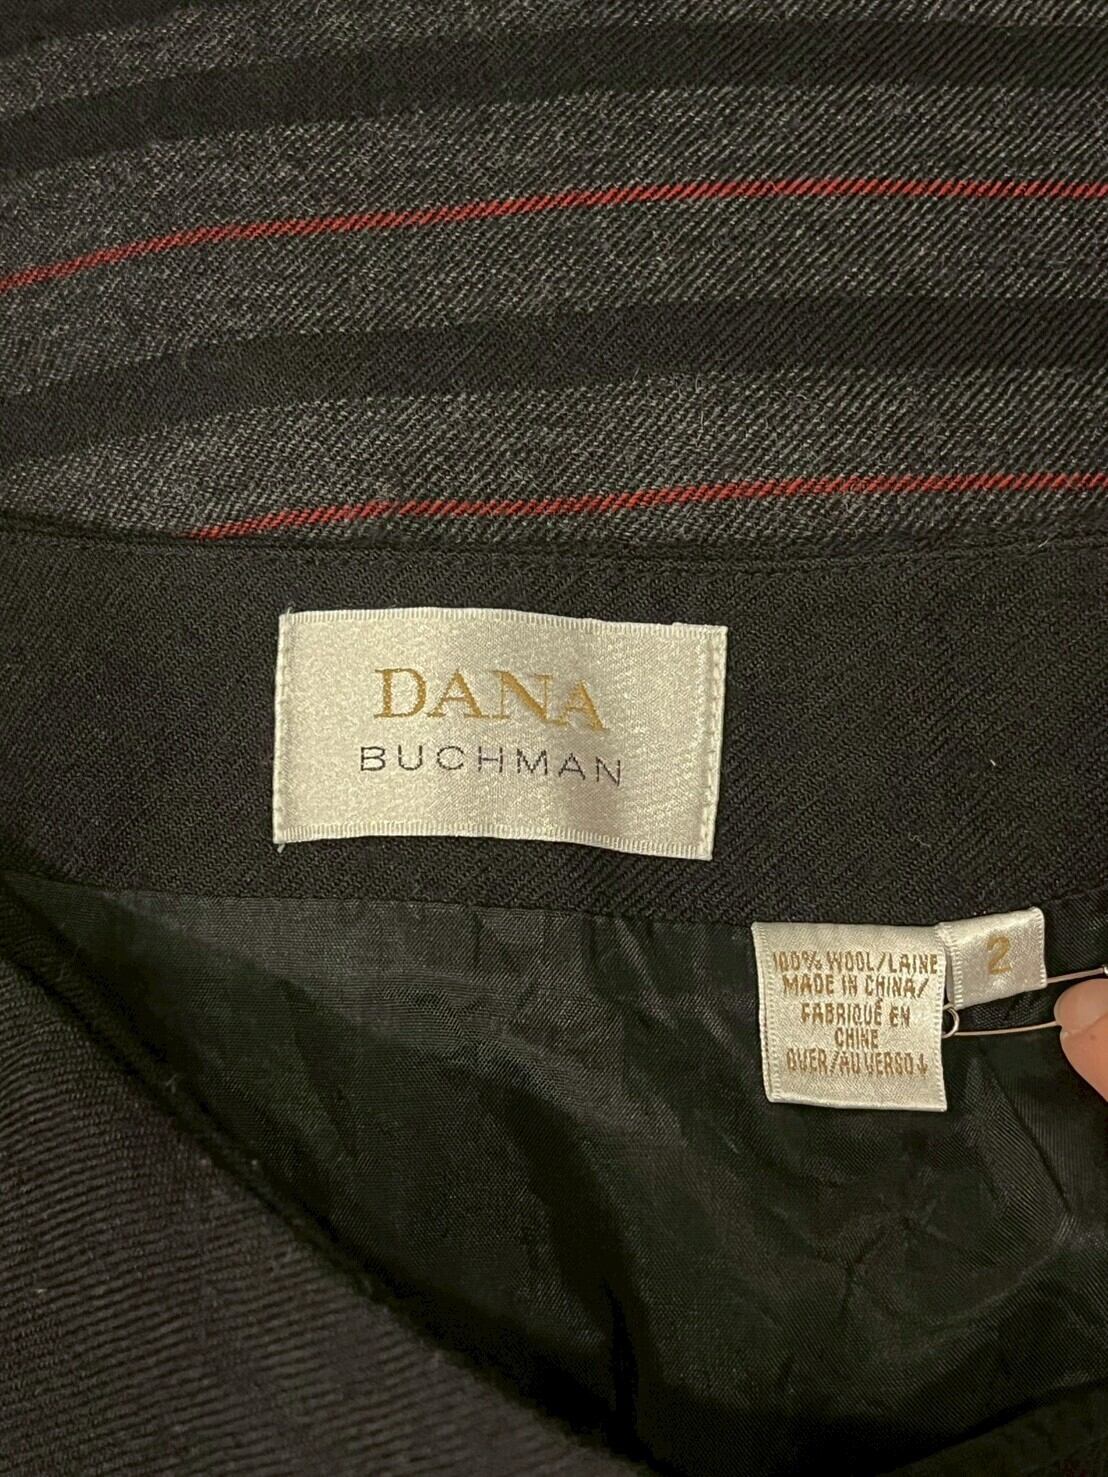 DANA
BUCHMAN
2
100% WOOL/LAINE
MADE IN CHINA/
FABRIQUÉ EN
CHINE
OVER/AU VERSO↓